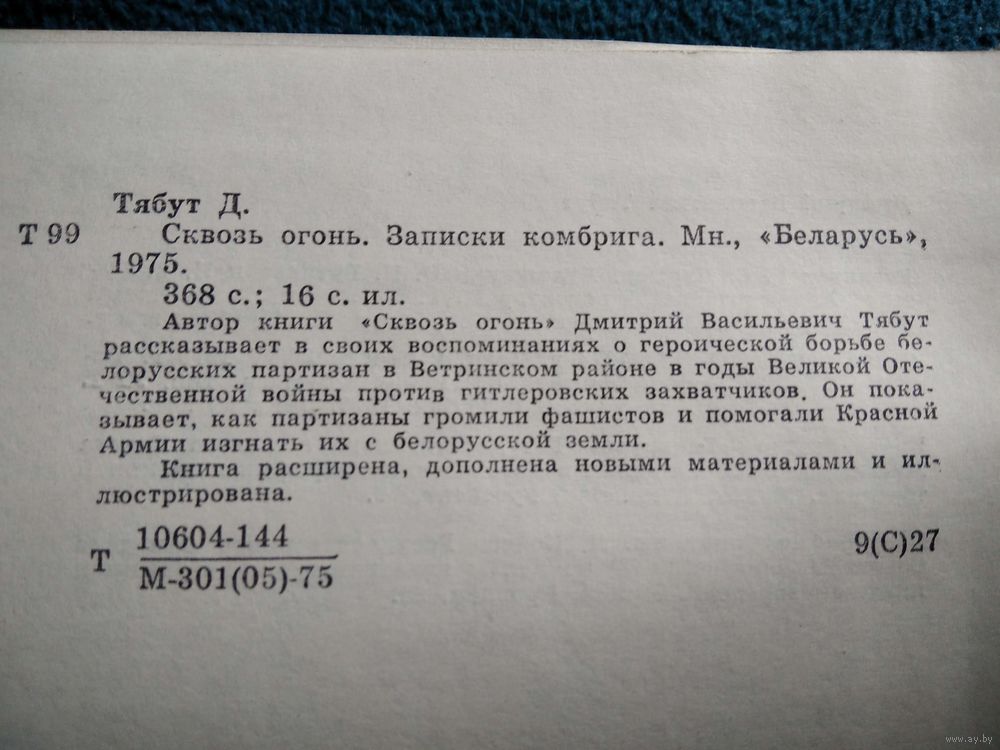 Тябут Д.
Т 99 Сквозь огонь. Записки комбрига. Мн., «Беларусь»,
1975.
368 с.; 16 с. ил.
Автор книги «Сквозь огонь» Дмитрий Васильевич Тябут
рассказывает в своих воспоминаниях о героической борьбе бе-
лорусских партизан в Ветринском районе в годы Великой Оте-
чественной войны против гитлеровских захватчиков. Он пока-
зывает, как партизаны громили фашистов и помогали Красной
Армии изгнать их с белорусской земли.
Книга расширена, дополнена новыми материалами и ил-
люстрирована.
Т 10604-144
М-301(05)-75
9(С)27
www.ay.by